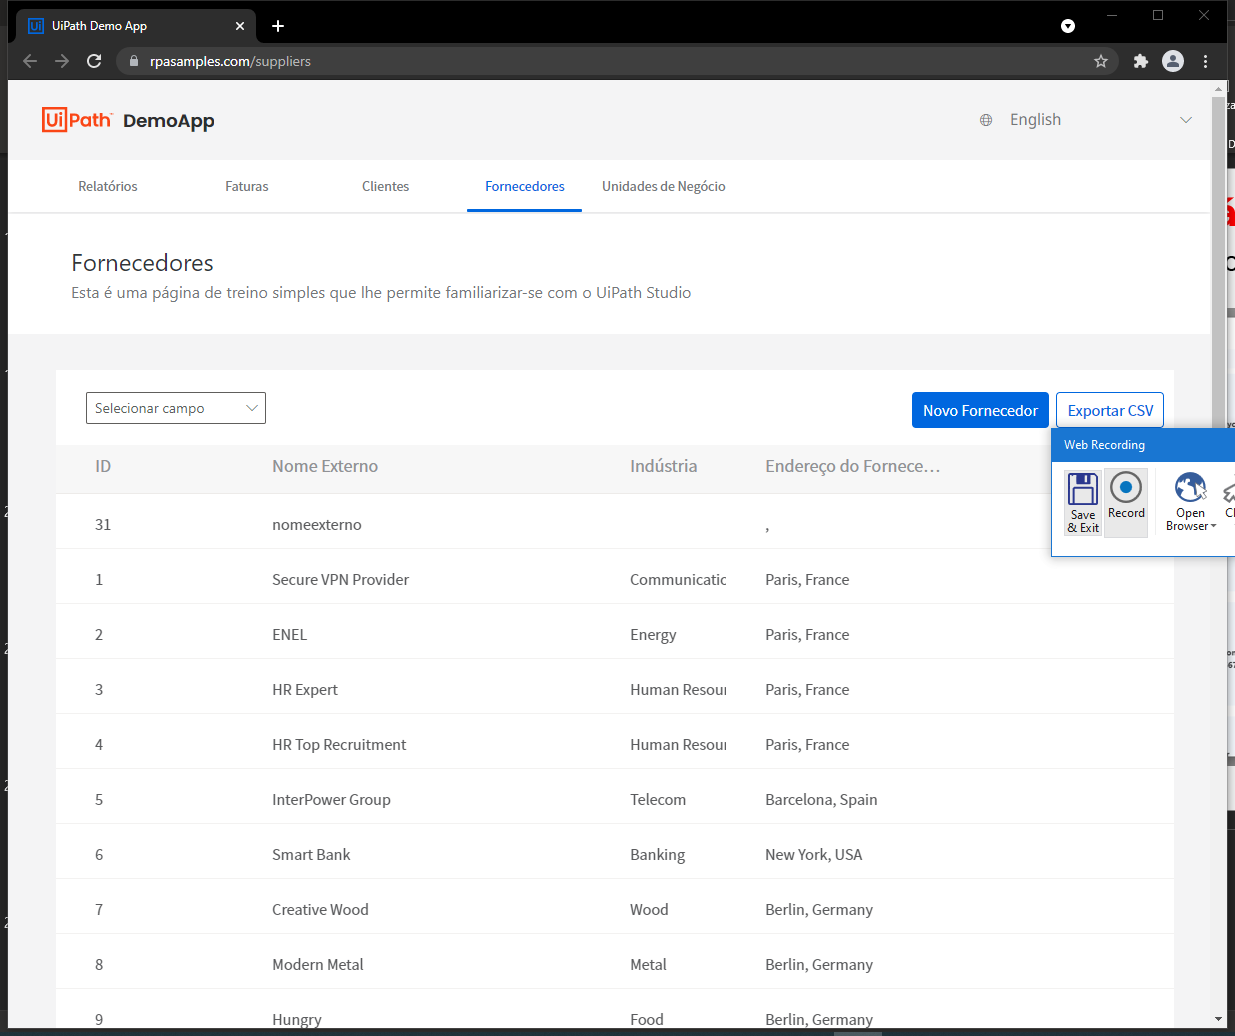 UiPath Demo App
rpasamples.com/suppliers
UiPath DemoApp
English
Relatórios Faturas Clientes Fornecedores Unidades de Negócio
Fornecedores
Esta é uma página de treino simples que lhe permite familiarizar-se com o UiPath Studio
Selecionar campo
Novo Fornecedor Exportar CSV
Web Recording
Save & Exit
Record
Open Browser
ID Nome Externo Indústria Endereço do Fornece…
31 nomeexterno ,
1 Secure VPN Provider Communicatic Paris, France
2 ENEL Energy Paris, France
3 HR Expert Human Resou Paris, France
4 HR Top Recruitment Human Resou Paris, France
5 InterPower Group Telecom Barcelona, Spain
6 Smart Bank Banking New York, USA
7 Creative Wood Wood Berlin, Germany
8 Modern Metal Metal Berlin, Germany
9 Hungry Food Berlin, Germany